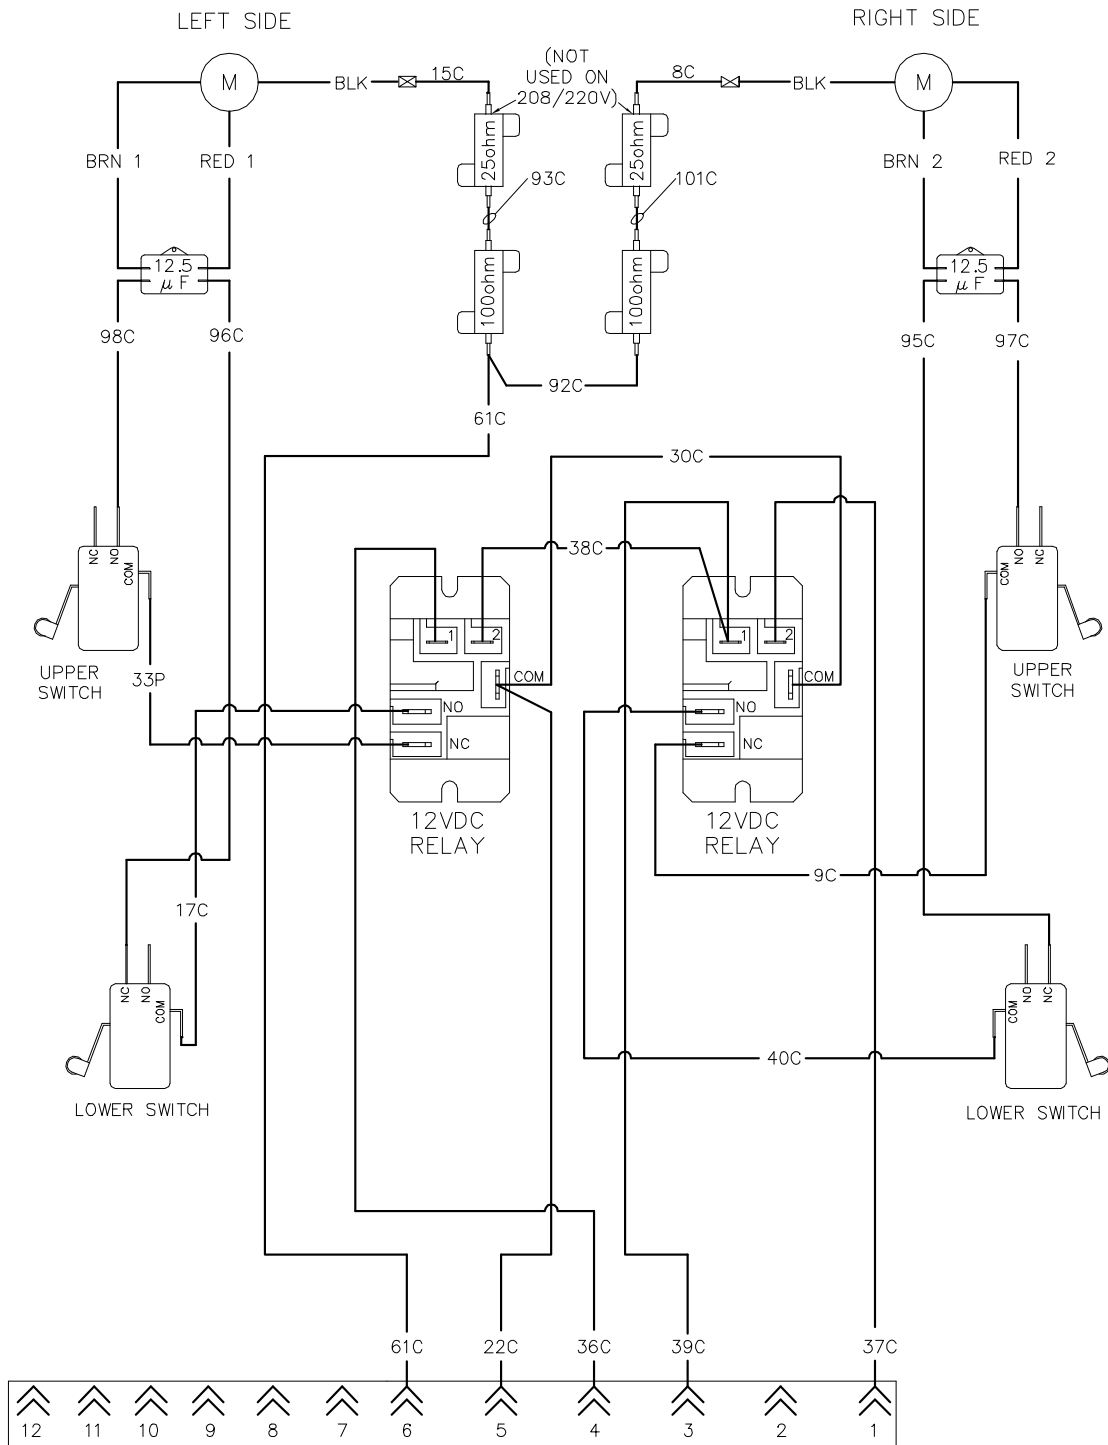 LEFT SIDE
RIGHT SIDE
(NOT
USED ON
208/220V)
M
BLK
15C
8C
BLK
M
BRN 1
RED 1
25ohm
25ohm
BRN 2
RED 2
93C
101C
12.5
μF
100ohm
100ohm
12.5
μF
98C
96C
95C
97C
92C
61C
30C
38C
NC
NO
COM
NO
NC
COM
1
2
1
2
UPPER
SWITCH
33P
COM
COM
UPPER
SWITCH
NO
NO
NC
NC
12VDC
RELAY
12VDC
RELAY
9C
17C
NC
NO
COM
COM
NO
NC
40C
LOWER SWITCH
LOWER SWITCH
61C
22C
36C
39C
37C
12
11
10
9
8
7
6
5
4
3
2
1